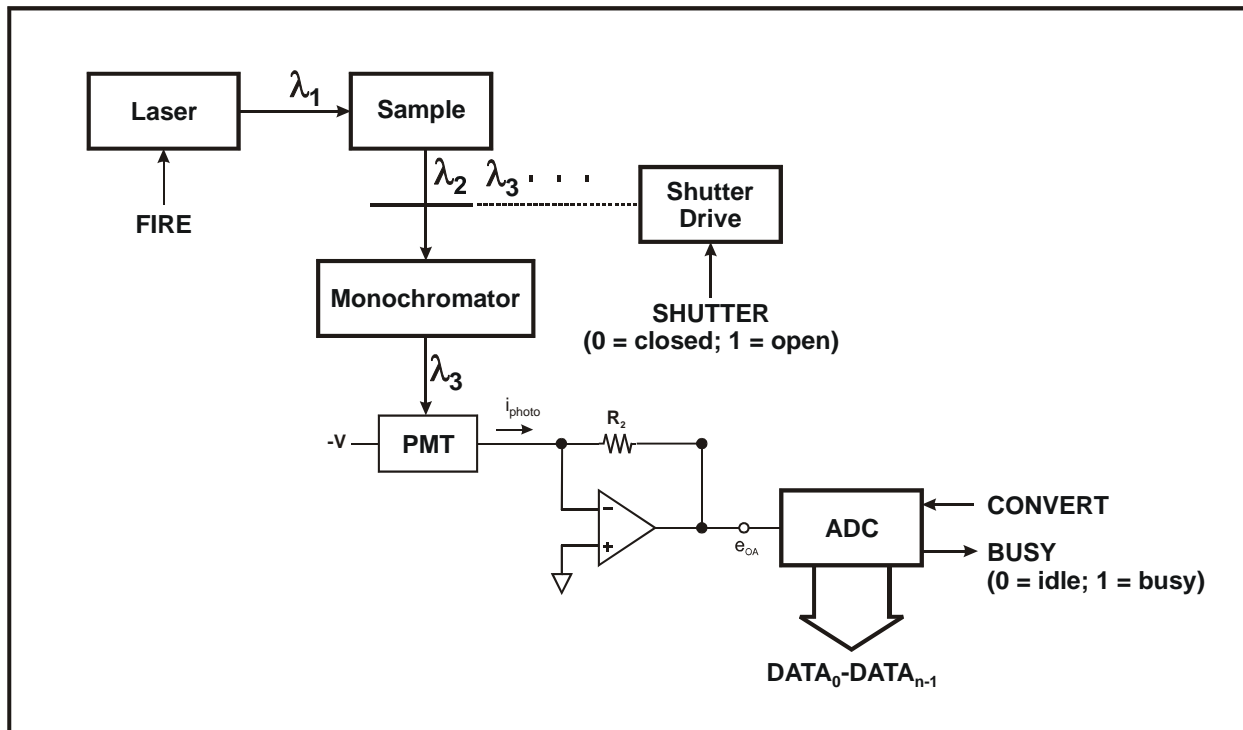 Laser
λ₁
Sample
FIRE
λ₂ λ₃ · · ·
Shutter
Drive
SHUTTER
(0 = closed; 1 = open)
Monochromator
λ₃
-V
PMT
iphoto
R₂
-
+
eOA
ADC
CONVERT
BUSY
(0 = idle; 1 = busy)
DATA₀-DATAn-1